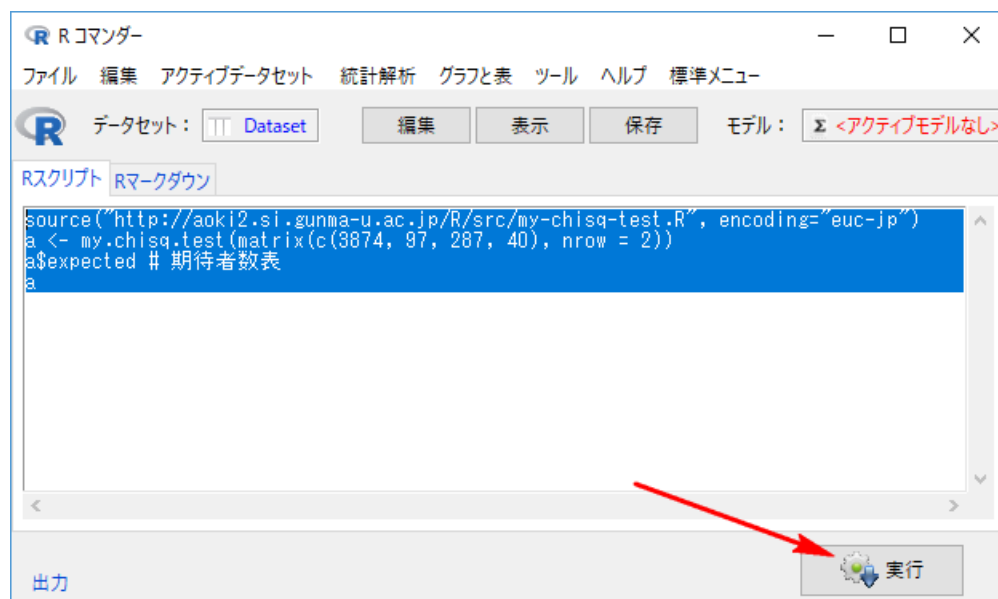 R コマンダー
ファイル 編集 アクティブデータセット 統計解析 グラフと表 ツール ヘルプ 標準メニュー
データセット： Dataset 編集 表示 保存 モデル： Σ <アクティブモデルなし>
Rスクリプト Rマークダウン
source("http://aoki2.si.gunma-u.ac.jp/R/src/my-chisq-test.R", encoding="euc-jp")
a <- my.chisq.test(matrix(c(3874, 97, 287, 40), nrow = 2))
a$expected # 期待者数表
a
実行
出力